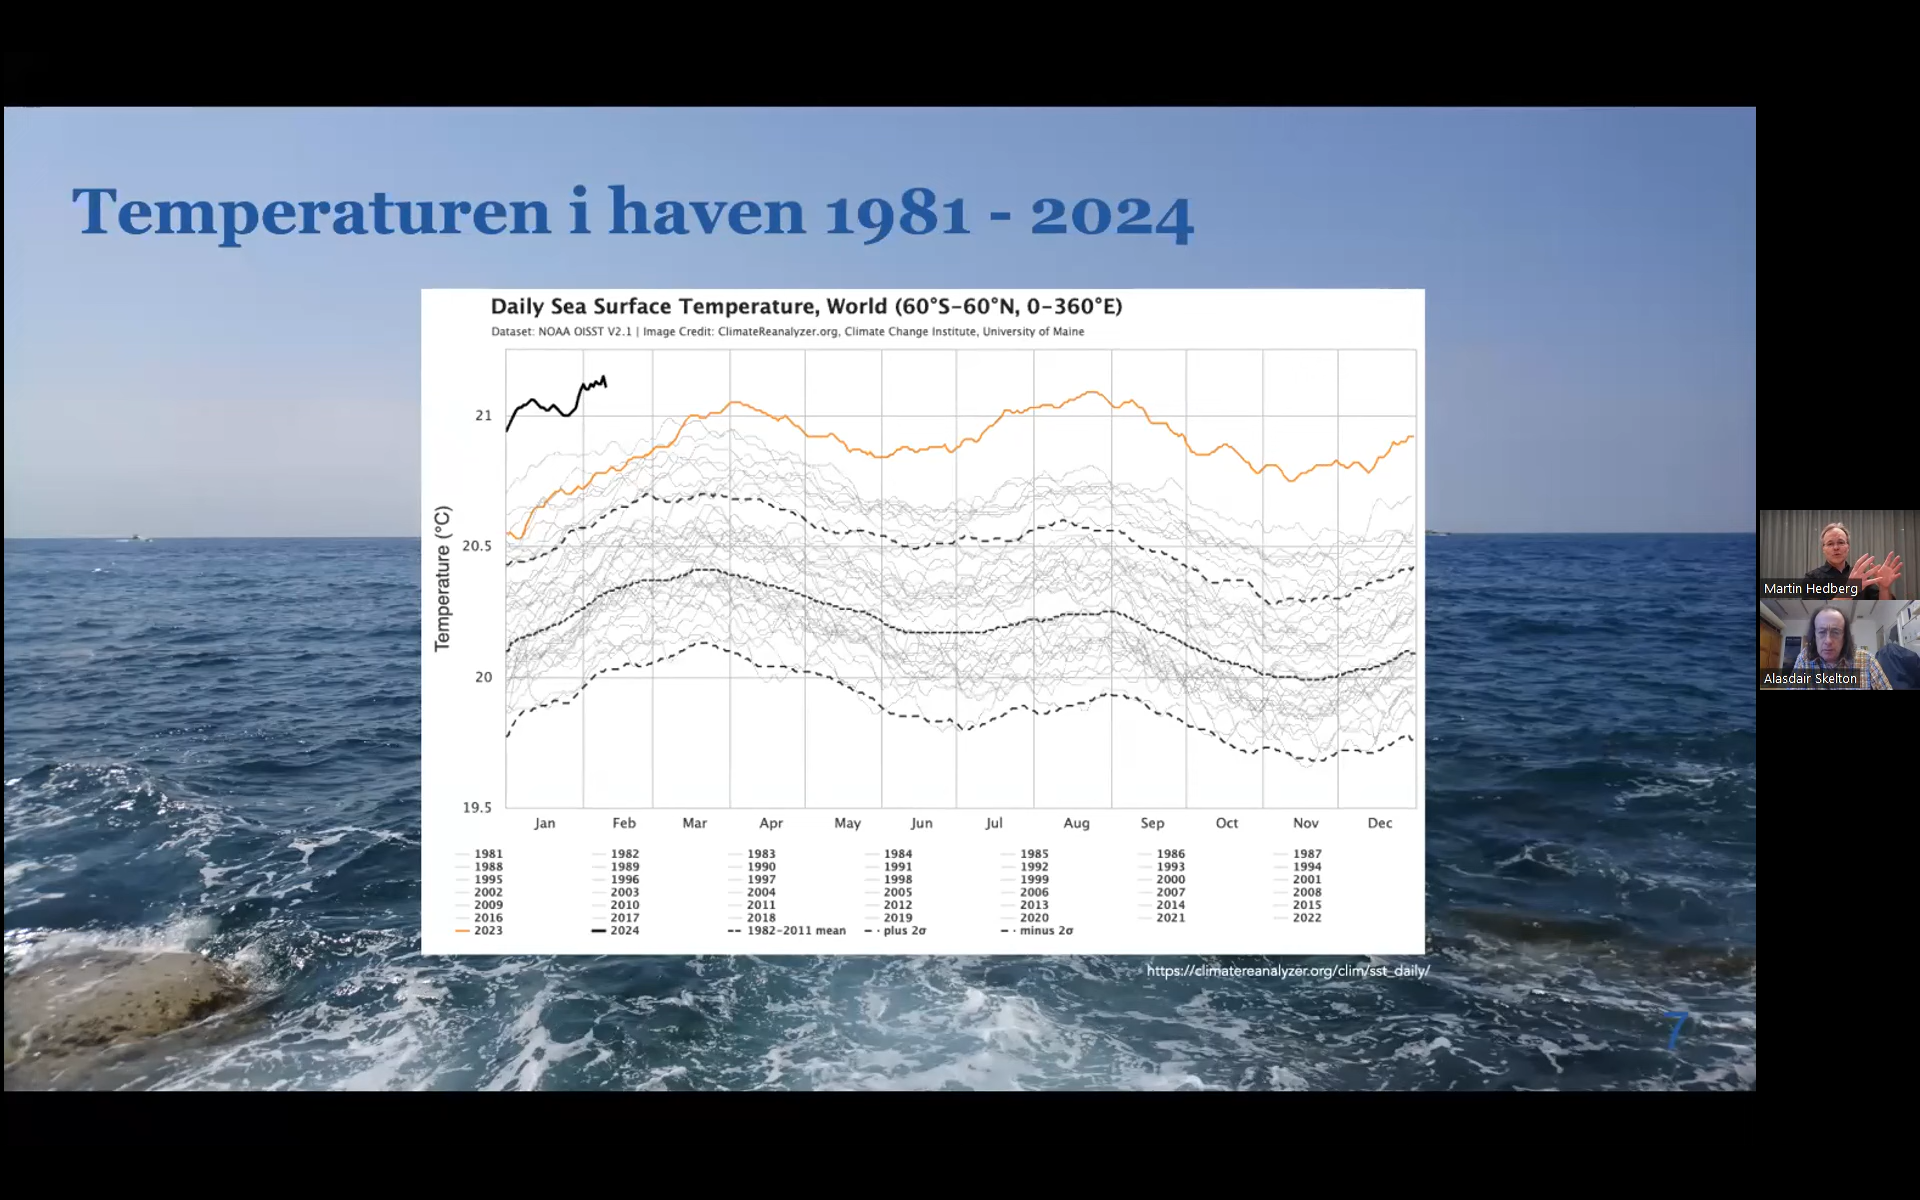 Temperaturen i haven 1981 - 2024
Daily Sea Surface Temperature, World (60°S-60°N, 0-360°E)
Dataset: NOAA OISST V2.1 | Image Credit: ClimateReanalyzer.org, Climate Change Institute, University of Maine
Temperature (°C)
21
20.5
20
19.5
Jan Feb Mar Apr May Jun Jul Aug Sep Oct Nov Dec
1981 1982 1983 1984 1985 1986 1987
1988 1989 1990 1991 1992 1993 1994
1995 1996 1997 1998 1999 2000 2001
2002 2003 2004 2005 2006 2007 2008
2009 2010 2011 2012 2013 2014 2015
2016 2017 2018 2019 2020 2021 2022
2023 2024 1982-2011 mean plus 2σ minus 2σ
https://climatereanalyzer.org/clim/sst_daily/
7
Martin Hedberg
Alasdair Skelton